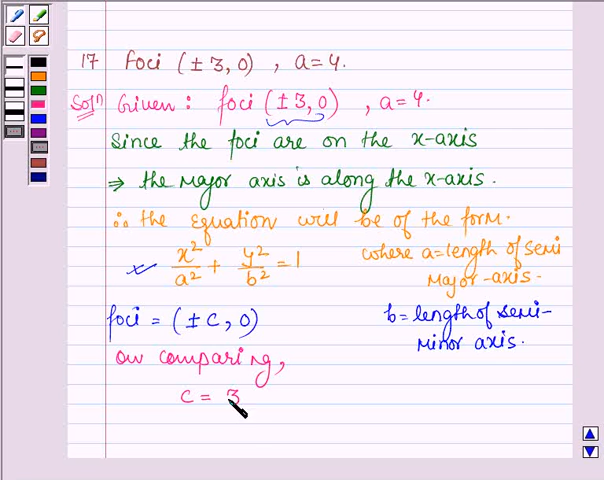 17 Foci (±3,0) , a=4.
Solⁿ Given: foci (±3,0) , a=4.
Since the foci are on the x-axis
⇒ the Major axis is along the x-axis.
∴ the Equation will be of the form.
x²/a² + y²/b² = 1
where a=length of semi
Major-axis.
b=length of semi-
minor axis.
foci = (±c, 0)
On comparing,
c = 3